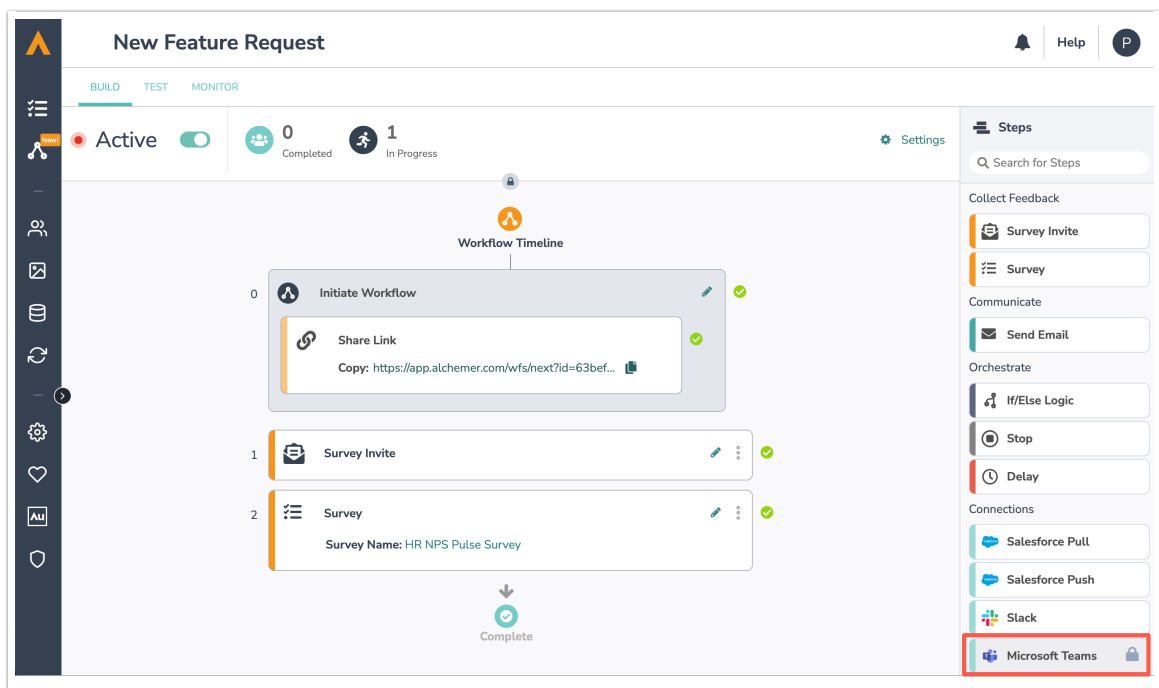 New Feature Request
Help
P
BUILD TEST MONITOR
New!
Active
0
Completed
1
In Progress
Settings
Workflow Timeline
0
Initiate Workflow
Share Link
Copy: https://app.alchemer.com/wfs/next?id=63bef...
1
Survey Invite
2
Survey
Survey Name: HR NPS Pulse Survey
Complete
Steps
Search for Steps
Collect Feedback
Survey Invite
Survey
Communicate
Send Email
Orchestrate
If/Else Logic
Stop
Delay
Connections
Salesforce Pull
Salesforce Push
Slack
Microsoft Teams